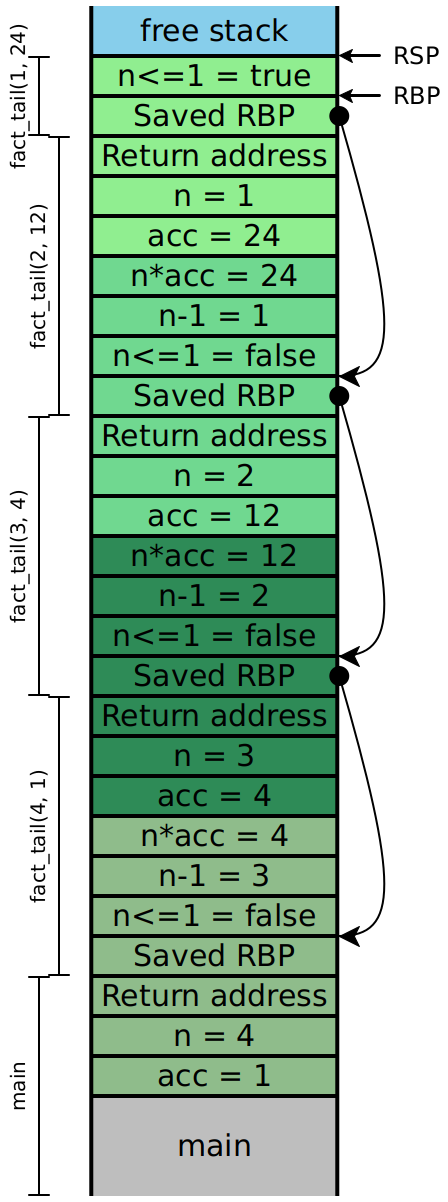 free stack
RSP
n<=1 = true
RBP
Saved RBP
fact_tail(1, 24)
Return address
n = 1
acc = 24
n*acc = 24
n-1 = 1
n<=1 = false
Saved RBP
fact_tail(2, 12)
Return address
n = 2
acc = 12
n*acc = 12
n-1 = 2
n<=1 = false
Saved RBP
fact_tail(3, 4)
Return address
n = 3
acc = 4
n*acc = 4
n-1 = 3
n<=1 = false
Saved RBP
fact_tail(4, 1)
Return address
n = 4
acc = 1
main
main